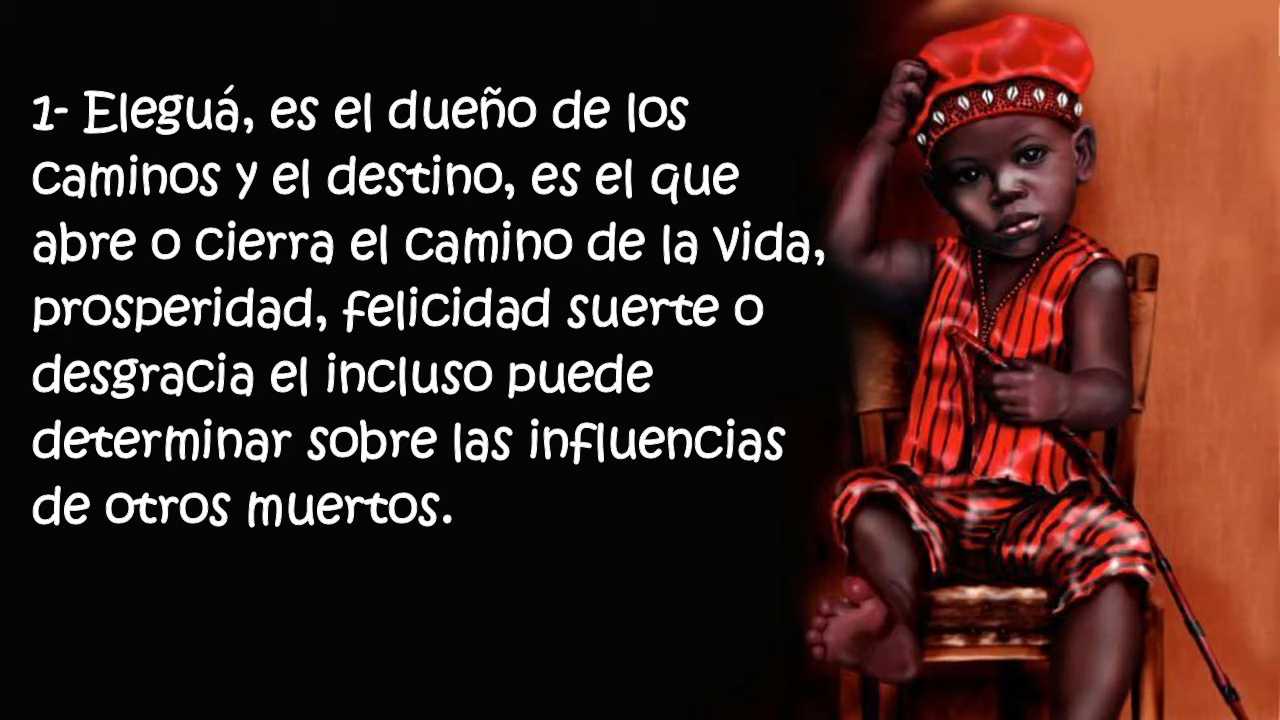 1- Eleguá, es el dueño de los
caminos y el destino, es el que
abre o cierra el camino de la vida,
prosperidad, felicidad suerte o
desgracia el incluso puede
determinar sobre las influencias
de otros muertos.